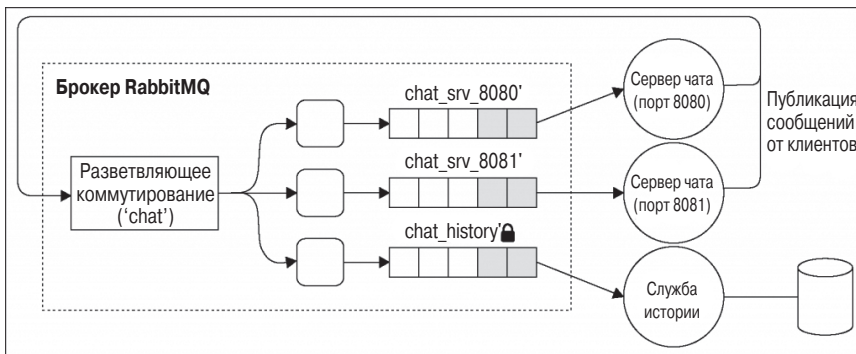 Брокер RabbitMQ
chat_srv_8080'
Сервер чата
(порт 8080)
Публикация
сообщений
от клиентов
Разветвляющее
коммутирование
(‘chat’)
chat_srv_8081'
Сервер чата
(порт 8081)
chat_history'
Служба
истории